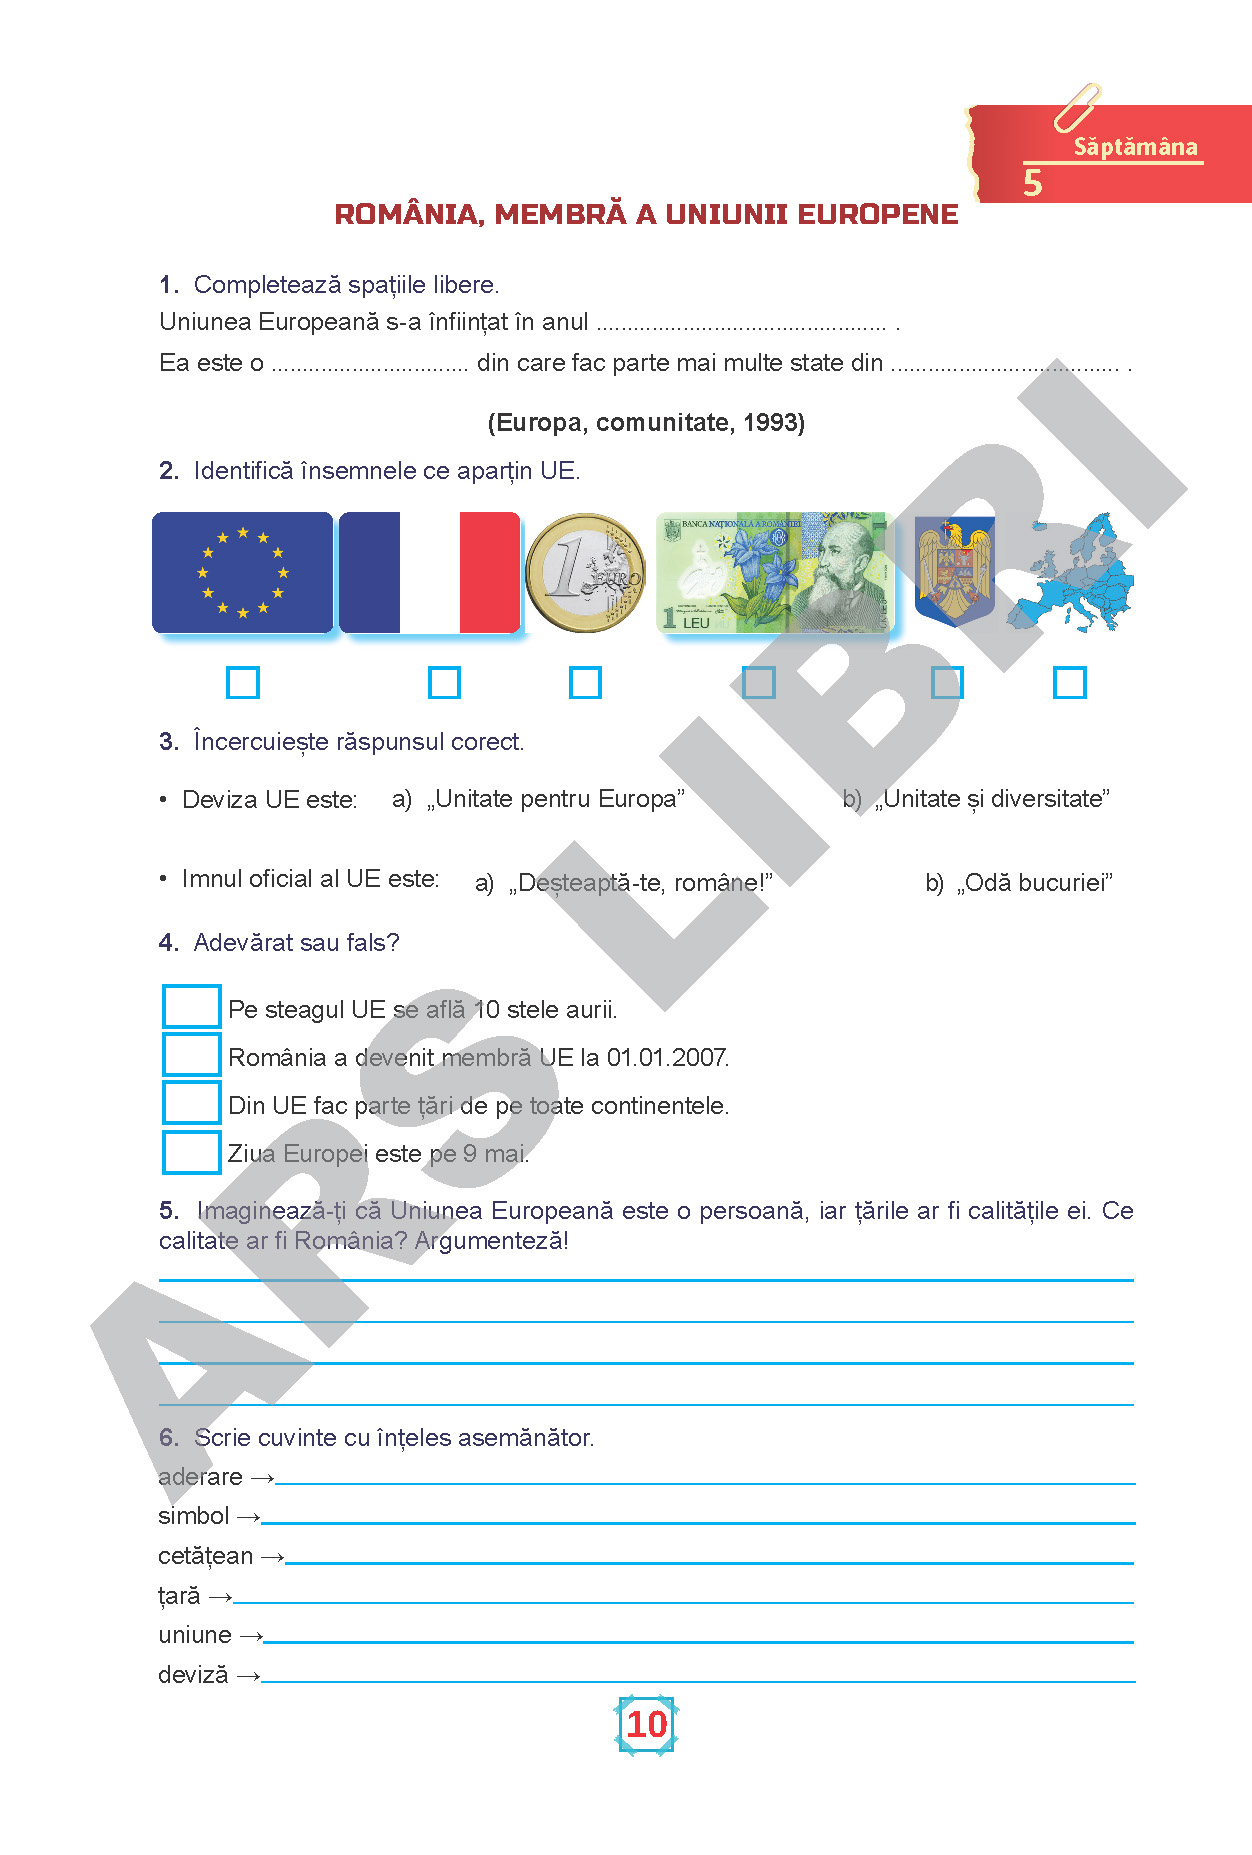 Săptămâna
5
ROMÂNIA, MEMBRĂ A UNIUNII EUROPENE
1. Completează spațiile libere.
Uniunea Europeană s-a înființat în anul ............................................... .
Ea este o ................................ din care fac parte mai multe state din ..................................... .
(Europa, comunitate, 1993)
2. Identifică însemnele ce aparțin UE.
1 EURO
BANCA NAȚIONALĂ A ROMÂNIEI
1 LEU
3. Încercuiește răspunsul corect.
• Deviza UE este: a) „Unitate pentru Europa” b) „Unitate și diversitate”
• Imnul oficial al UE este: a) „Deșteaptă-te, române!” b) „Odă bucuriei”
4. Adevărat sau fals?
Pe steagul UE se află 10 stele aurii.
România a devenit membră UE la 01.01.2007.
Din UE fac parte țări de pe toate continentele.
Ziua Europei este pe 9 mai.
5. Imaginează-ți că Uniunea Europeană este o persoană, iar țările ar fi calitățile ei. Ce
calitate ar fi România? Argumenteză!
6. Scrie cuvinte cu înțeles asemănător.
aderare →
simbol →
cetățean →
țară →
uniune →
deviză →
10
ARS LIBRI